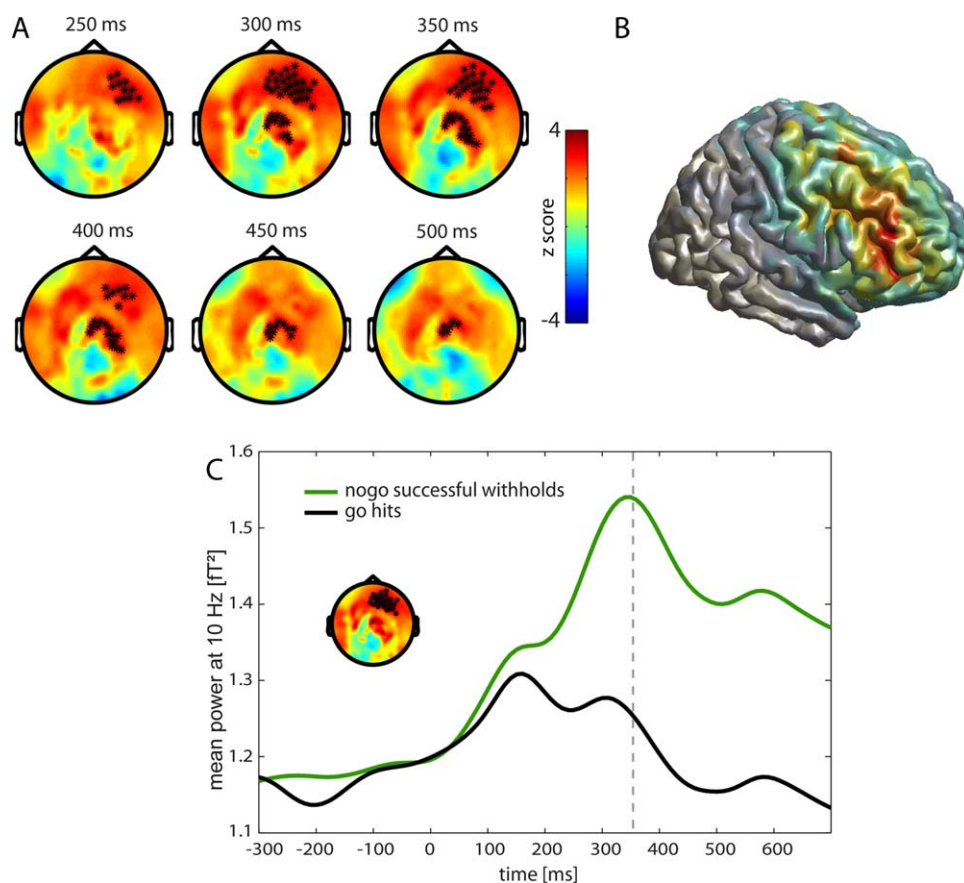 A
250 ms 300 ms 350 ms
B
4
z score
-4
400 ms 450 ms 500 ms
C
1.6
1.5
1.4
1.3
1.2
1.1
mean power at 10 Hz [fT²]
nogo successful withholds
go hits
-300 -200 -100 0 100 200 300 400 500 600
time [ms]